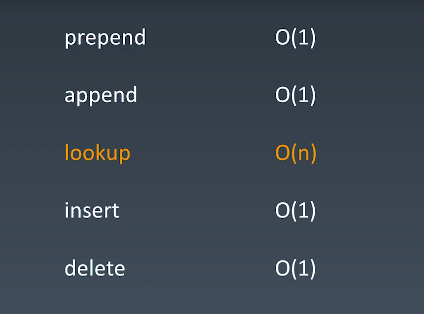 prepend O(1)
append O(1)
lookup O(n)
insert O(1)
delete O(1)